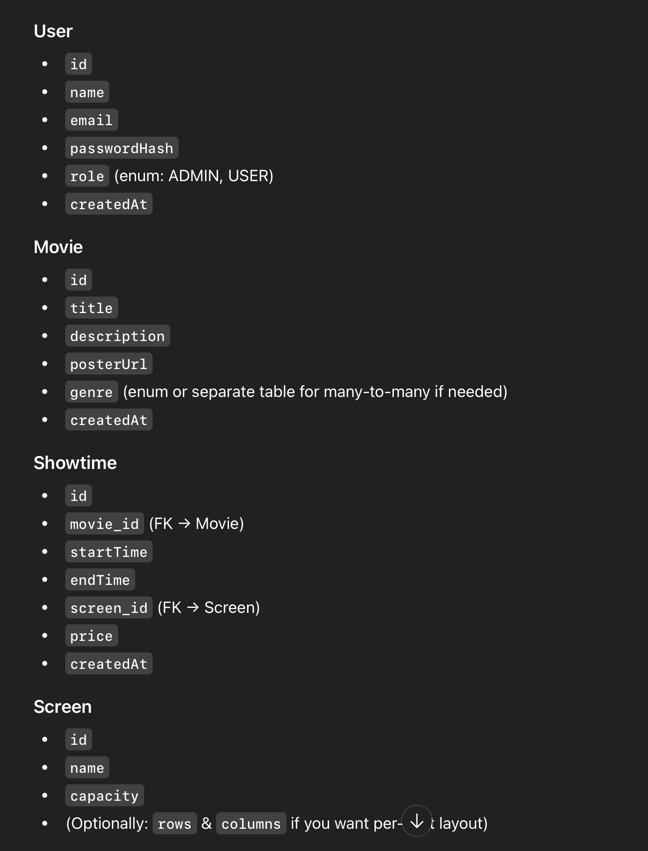 User
• id
• name
• email
• passwordHash
• role (enum: ADMIN, USER)
• createdAt
Movie
• id
• title
• description
• posterUrl
• genre (enum or separate table for many-to-many if needed)
• createdAt
Showtime
• id
• movie_id (FK → Movie)
• startTime
• endTime
• screen_id (FK → Screen)
• price
• createdAt
Screen
• id
• name
• capacity
• (Optionally: rows & columns if you want per- layout)